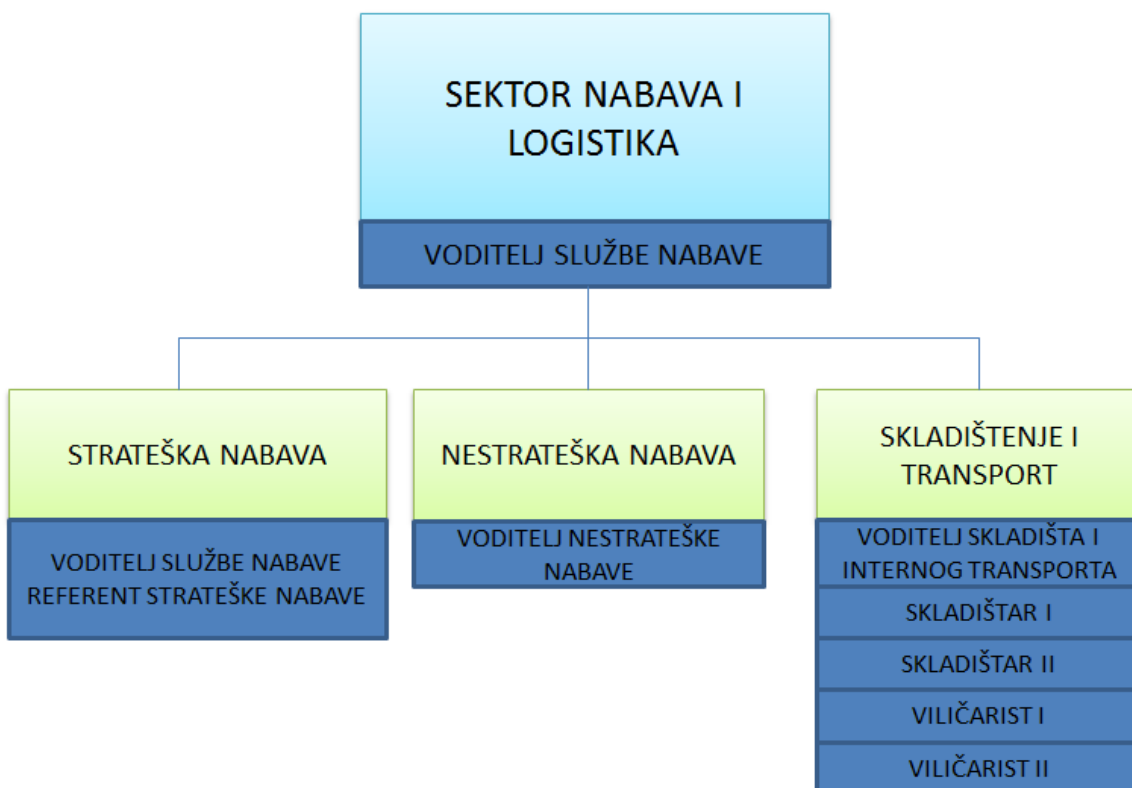 SEKTOR NABAVA I
LOGISTIKA
VODITELJ SLUŽBE NABAVE
STRATEŠKA NABAVA
VODITELJ SLUŽBE NABAVE
REFERENT STRATEŠKE NABAVE
NESTRATEŠKA NABAVA
VODITELJ NESTRATEŠKE
NABAVE
SKLADIŠTENJE I
TRANSPORT
VODITELJ SKLADIŠTA I
INTERNOG TRANSPORTA
SKLADIŠTAR I
SKLADIŠTAR II
VILIČARIST I
VILIČARIST II